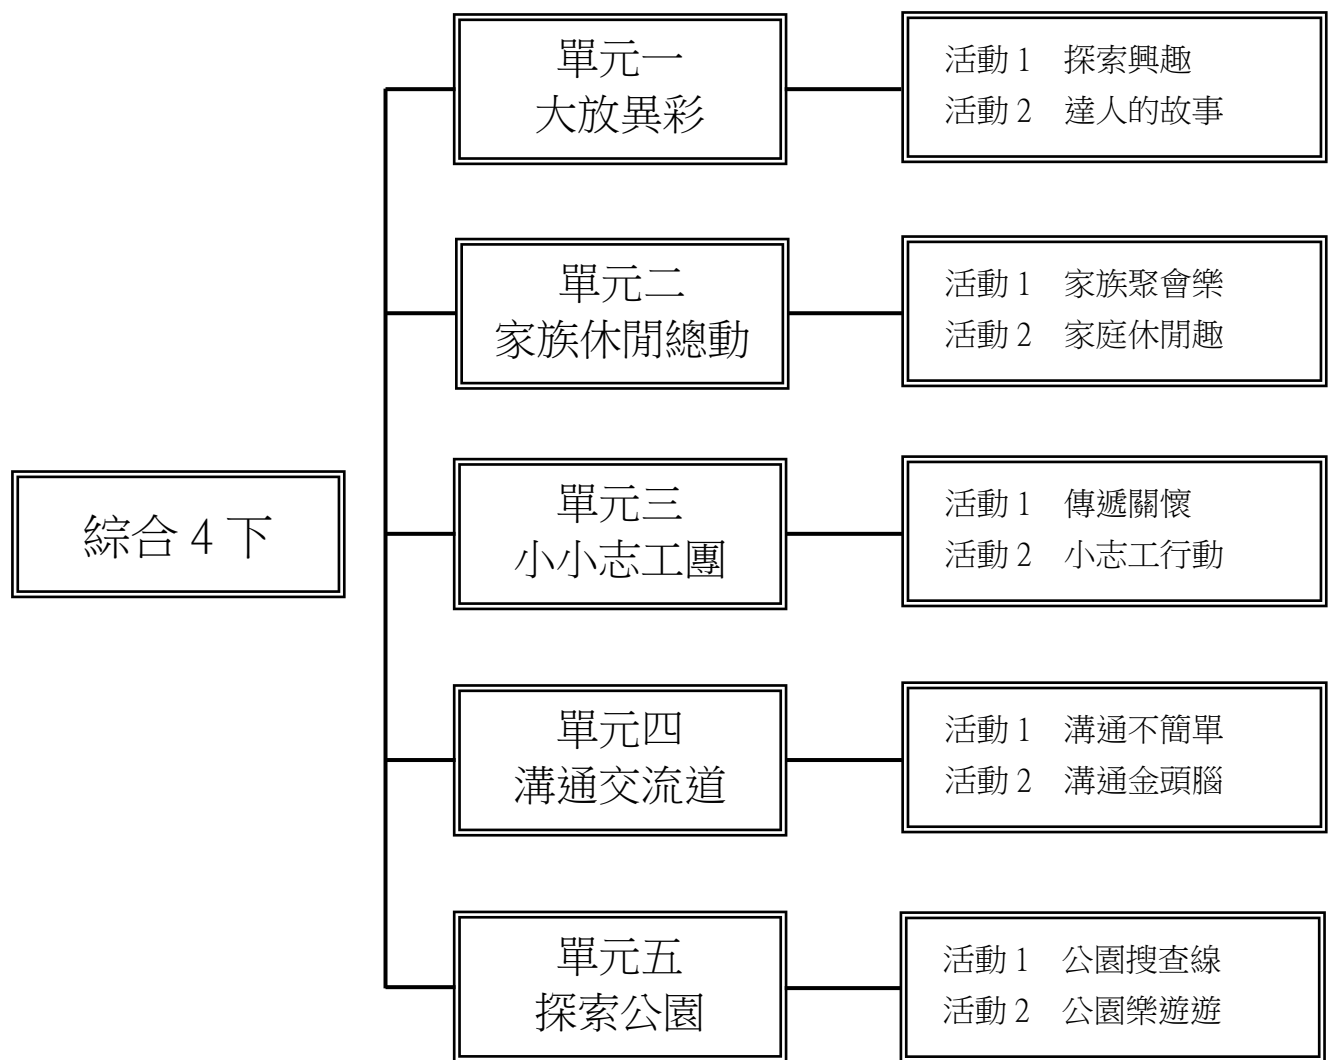 綜合 4 下
單元一
大放異彩
活動 1　探索興趣
活動 2　達人的故事
單元二
家族休閒總動
活動 1　家族聚會樂
活動 2　家庭休閒趣
單元三
小小志工團
活動 1　傳遞關懷
活動 2　小志工行動
單元四
溝通交流道
活動 1　溝通不簡單
活動 2　溝通金頭腦
單元五
探索公園
活動 1　公園搜查線
活動 2　公園樂遊遊